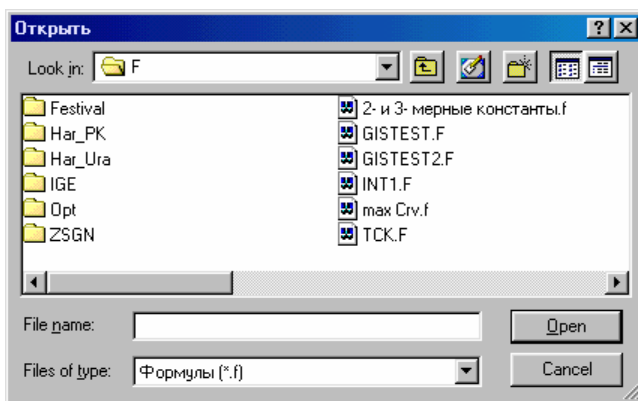 Открыть
Look in: F
Festival
Har_PK
Har_Ura
IGE
Opt
ZSGN
2- и 3- мерные константы.f
GISTEST.F
GISTEST2.F
INT1.F
max Crv.f
TCK.F
File name:
Open
Files of type: Формулы (*.f)
Cancel